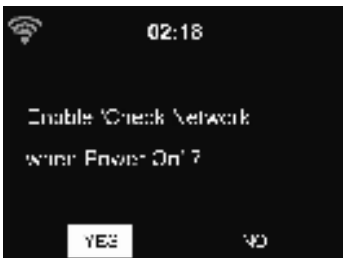 02:18
Enable 'Check Network
when Power On' ?
YES
NO